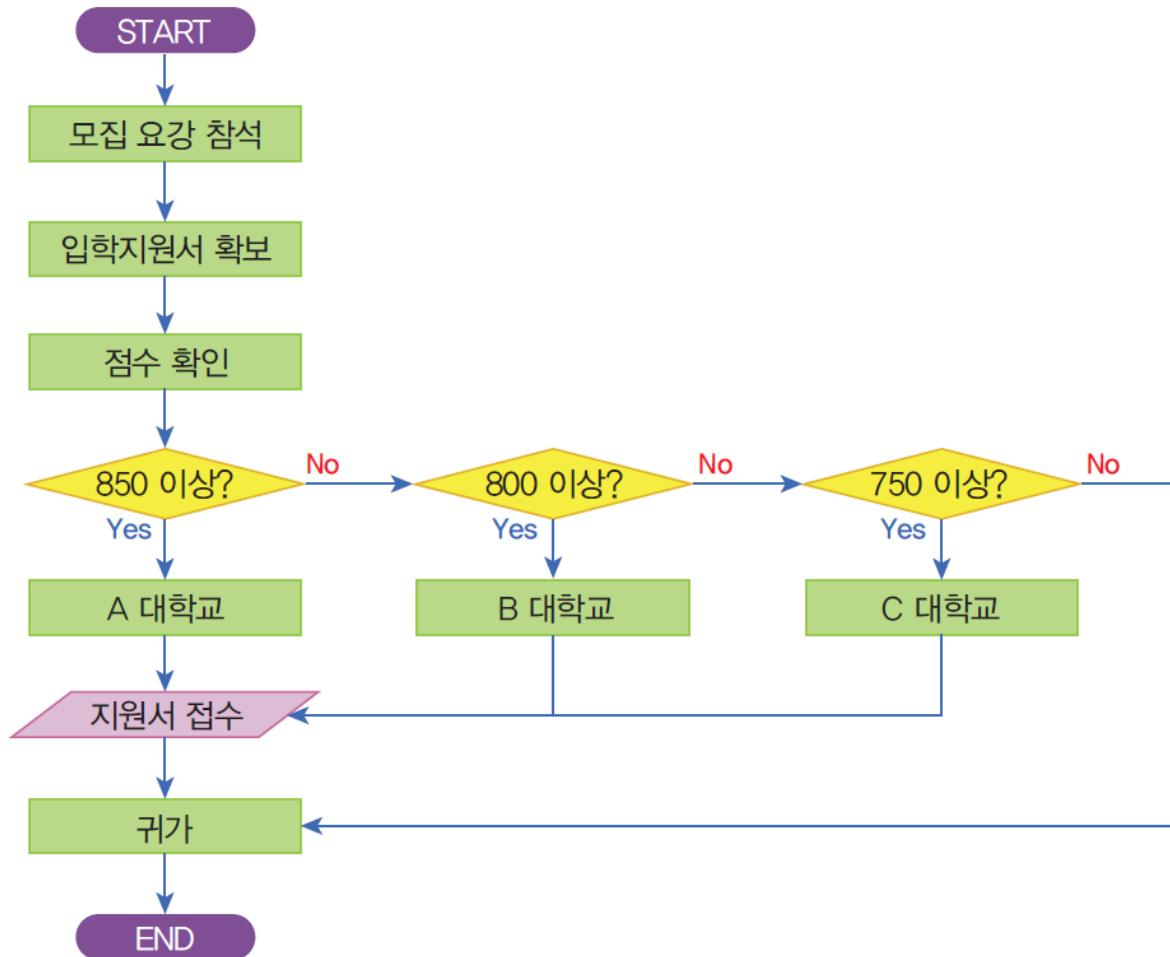 START
모집 요강 참석
입학지원서 확보
점수 확인
850 이상?
No
800 이상?
No
750 이상?
No
Yes
Yes
Yes
A 대학교
B 대학교
C 대학교
지원서 접수
귀가
END